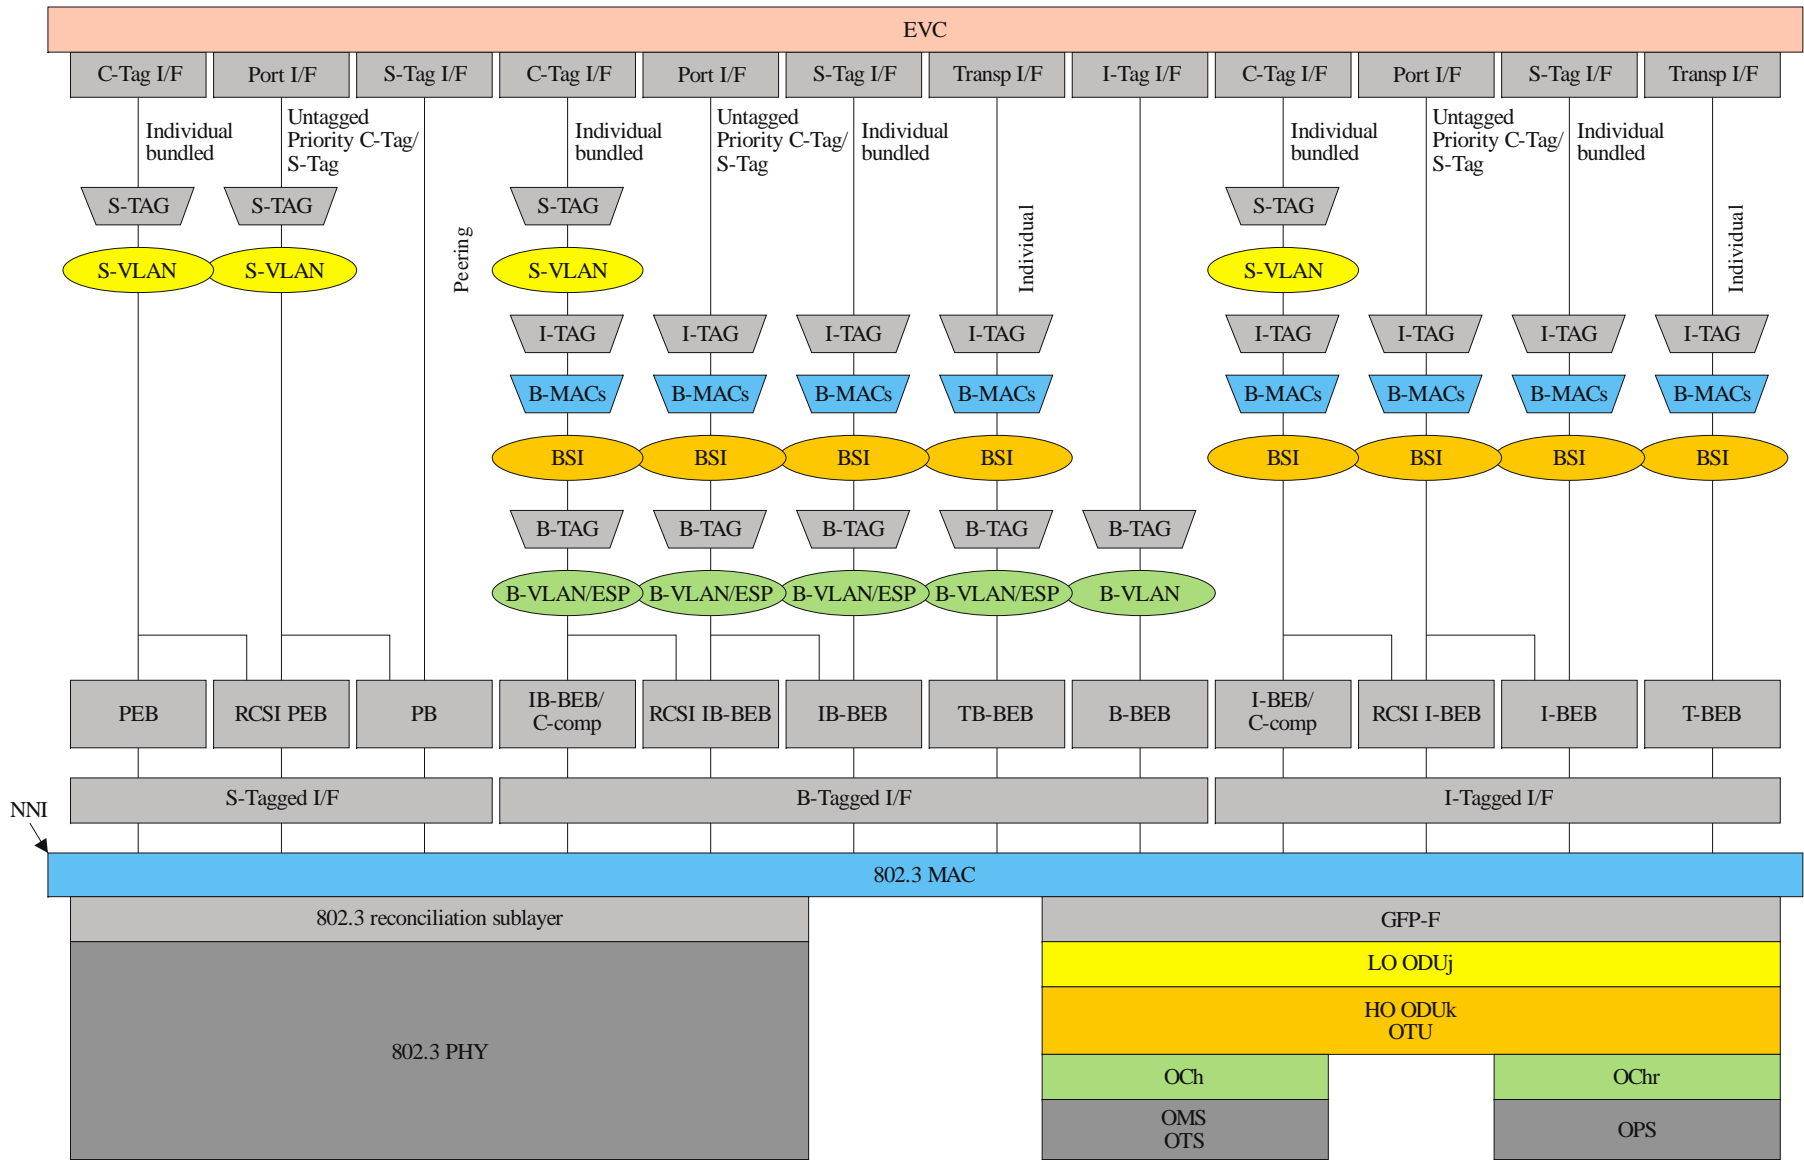 EVC
C-Tag I/F
Port I/F
S-Tag I/F
C-Tag I/F
Port I/F
S-Tag I/F
Transp I/F
I-Tag I/F
C-Tag I/F
Port I/F
S-Tag I/F
Transp I/F
Individual
bundled
Untagged
Priority C-Tag/
S-Tag
Individual
bundled
Untagged
Priority C-Tag/
S-Tag
Individual
bundled
Individual
bundled
Untagged
Priority C-Tag/
S-Tag
Individual
bundled
S-TAG
S-TAG
S-TAG
S-TAG
Peering
Individual
Individual
S-VLAN
S-VLAN
S-VLAN
S-VLAN
I-TAG
I-TAG
I-TAG
I-TAG
I-TAG
I-TAG
I-TAG
I-TAG
B-MACs
B-MACs
B-MACs
B-MACs
B-MACs
B-MACs
B-MACs
B-MACs
BSI
BSI
BSI
BSI
BSI
BSI
BSI
BSI
B-TAG
B-TAG
B-TAG
B-TAG
B-TAG
B-VLAN/ESP
B-VLAN/ESP
B-VLAN/ESP
B-VLAN/ESP
B-VLAN
PEB
RCSI PEB
PB
IB-BEB/
C-comp
RCSI IB-BEB
IB-BEB
TB-BEB
B-BEB
I-BEB/
C-comp
RCSI I-BEB
I-BEB
T-BEB
S-Tagged I/F
B-Tagged I/F
I-Tagged I/F
NNI
802.3 MAC
802.3 reconciliation sublayer
GFP-F
LO ODUj
HO ODUk
OTU
802.3 PHY
OCh
OChr
OMS
OTS
OPS